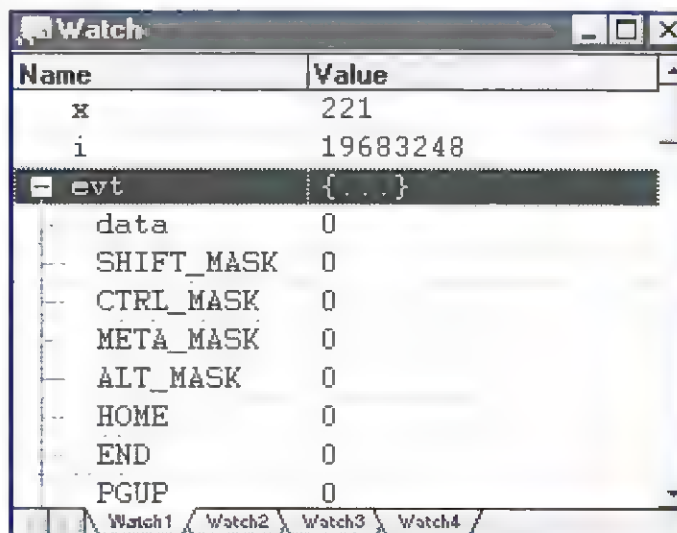 Watch
Name Value
x 221
i 19683248
evt {...}
data 0
SHIFT_MASK 0
CTRL_MASK 0
META_MASK 0
ALT_MASK 0
HOME 0
END 0
PGUP 0
Watch1 Watch2 Watch3 Watch4